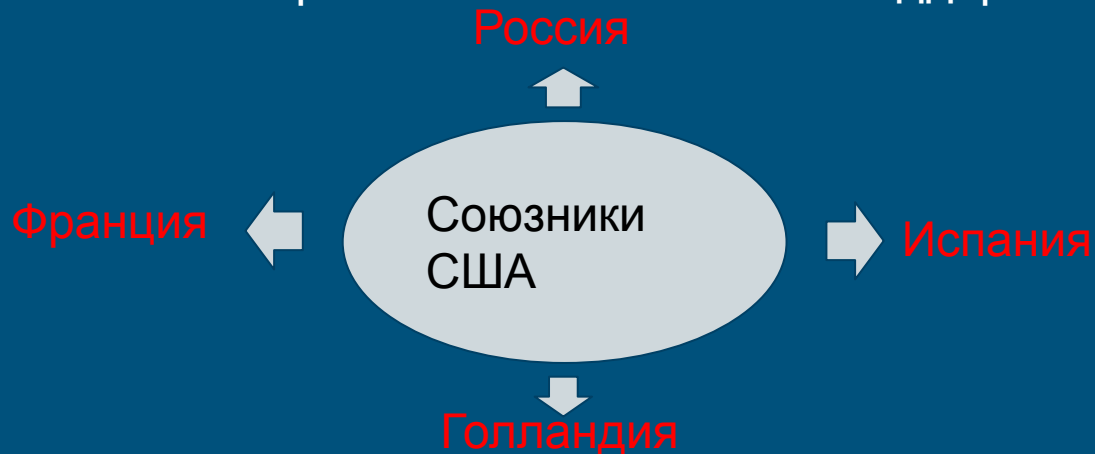 Россия
Франция
Союзники
США
Испания
Голландия